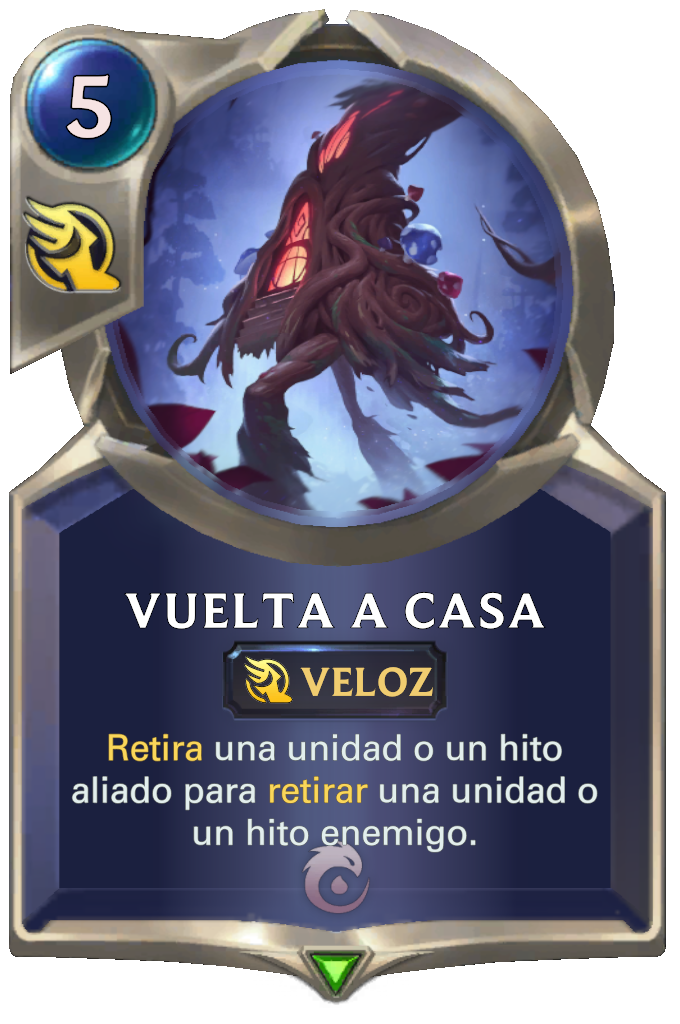 5
VUELTA A CASA
VELOZ
Retira una unidad o un hito
aliado para retirar una unidad o
un hito enemigo.